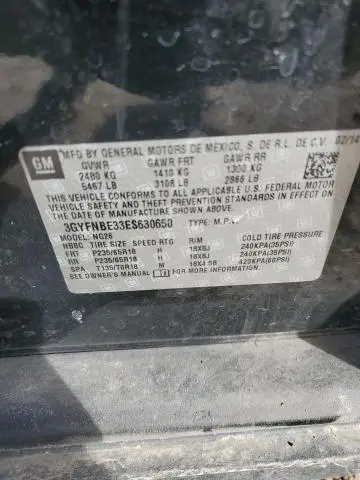 GM
MFD BY GENERAL MOTORS DE MEXICO, S. DE R.L. DE C.V. 02/14
GVWR GAWR FRT GAWR RR
2480 KG 1410 KG 1300 KG
5467 LB 3108 LB 2866 LB
THIS VEHICLE CONFORMS TO ALL APPLICABLE U.S. FEDERAL MOTOR
VEHICLE SAFETY AND THEFT PREVENTION STANDARDS IN EFFECT ON
THE DATE OF MANUFACTURE SHOWN ABOVE.
3GYFNBE33ES630650 M.P.V.
MODEL: NG26
TIRE SIZE SPEED RTG RIM COLD TIRE PRESSURE
FRT P235/65R18 H 18X8J 240KPA(35PSI)
RR P235/65R18 H 18X8J 240KPA(35PSI)
SP T135/70R18 M 18X4.5B 420KPA(60PSI)
SEE OWNER'S MANUAL FOR ADDITIONAL INFORMATION